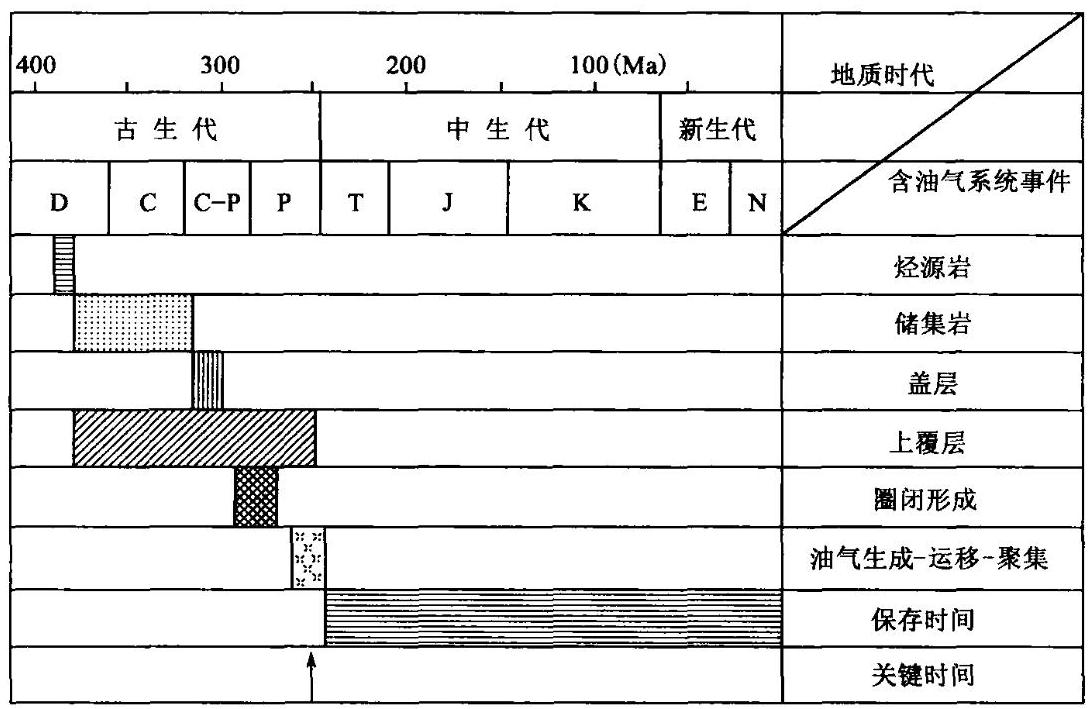 400 300 200 100(Ma)
地质时代
古生代 中生代 新生代
含油气系统事件
D C C-P P T J K E N
烃源岩
储集岩
盖层
上覆层
圈闭形成
油气生成-运移-聚集
保存时间
关键时间